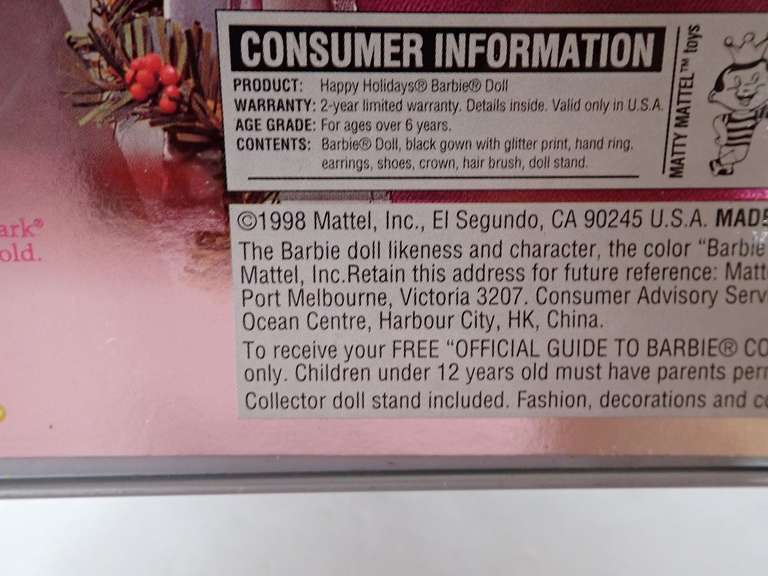 CONSUMER INFORMATION
PRODUCT: Happy Holidays® Barbie® Doll
WARRANTY: 2-year limited warranty. Details inside. Valid only in U.S.A.
AGE GRADE: For ages over 6 years.
CONTENTS: Barbie® Doll, black gown with glitter print, hand ring,
earrings, shoes, crown, hair brush, doll stand.
MATTY MATTEL™ toys
ark®
old.
©1998 Mattel, Inc., El Segundo, CA 90245 U.S.A. MADE
The Barbie doll likeness and character, the color "Barbie
Mattel, Inc.Retain this address for future reference: Matt
Port Melbourne, Victoria 3207. Consumer Advisory Serv
Ocean Centre, Harbour City, HK, China.
To receive your FREE "OFFICIAL GUIDE TO BARBIE® CO
only. Children under 12 years old must have parents perm
Collector doll stand included. Fashion, decorations and c